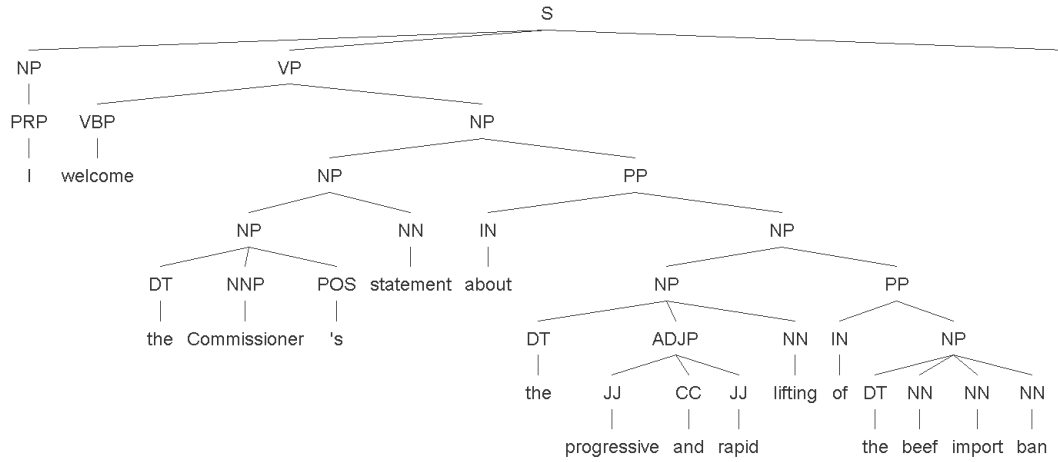 S
NP VP
PRP VBP NP
I welcome NP PP
NP NN IN NP
DT NNP POS statement about NP PP
the Commissioner 's DT ADJP NN IN NP
the JJ CC JJ lifting of DT NN NN NN
progressive and rapid the beef import ban